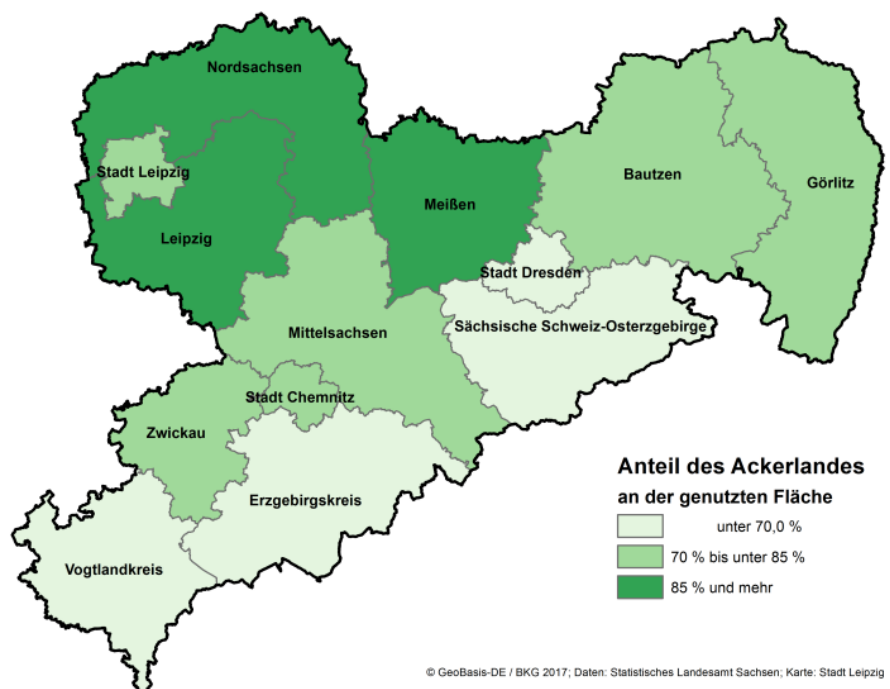 Nordsachsen
Stadt Leipzig
Leipzig
Meißen
Bautzen
Görlitz
Stadt Dresden
Sächsische Schweiz-Osterzgebirge
Mittelsachsen
Stadt Chemnitz
Zwickau
Erzgebirgskreis
Vogtlandkreis
Anteil des Ackerlandes
an der genutzten Fläche
unter 70,0 %
70 % bis unter 85 %
85 % und mehr
© GeoBasis-DE / BKG 2017; Daten: Statistisches Landesamt Sachsen; Karte: Stadt Leipzig